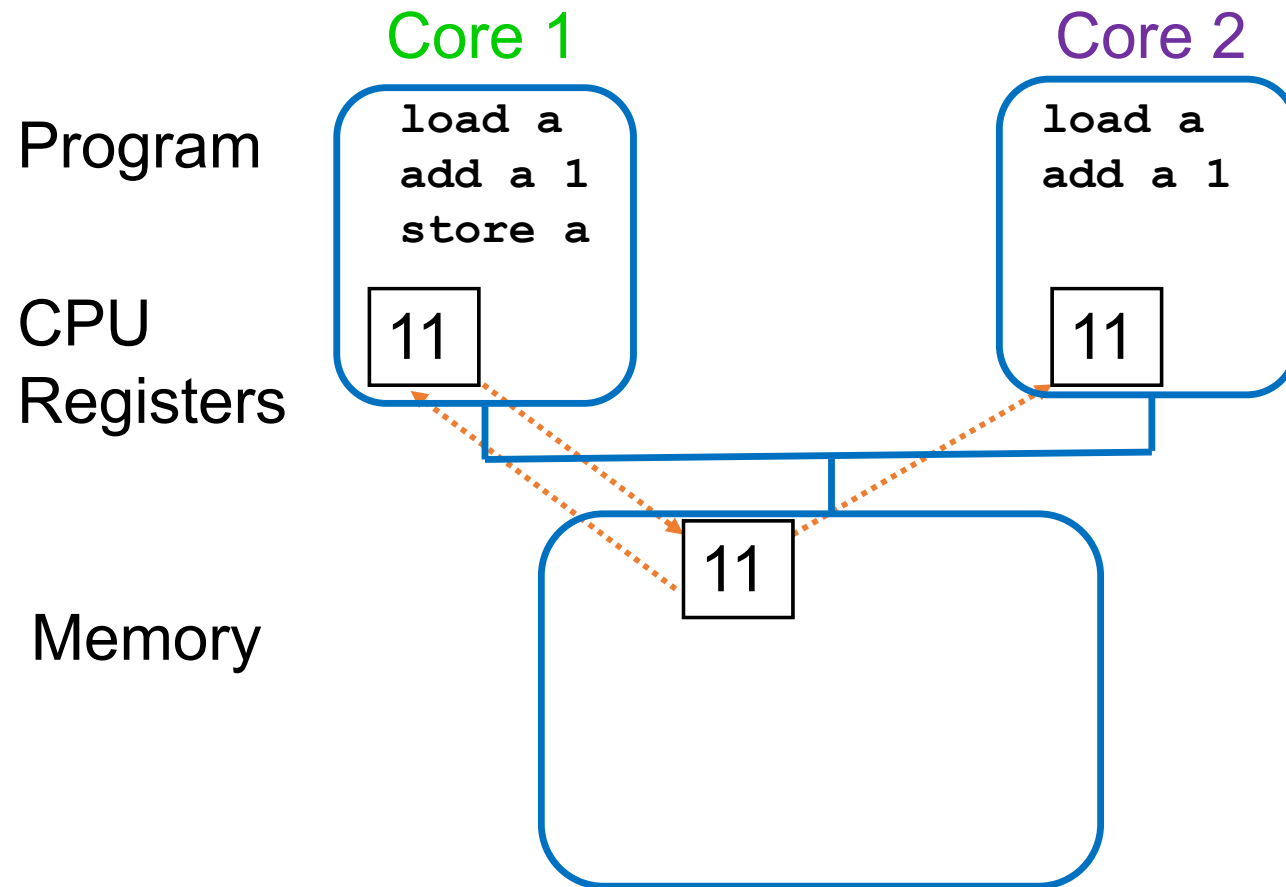 Core 1
Core 2
Program
load a
add a 1
store a
load a
add a 1
CPU
Registers
11
11
11
Memory